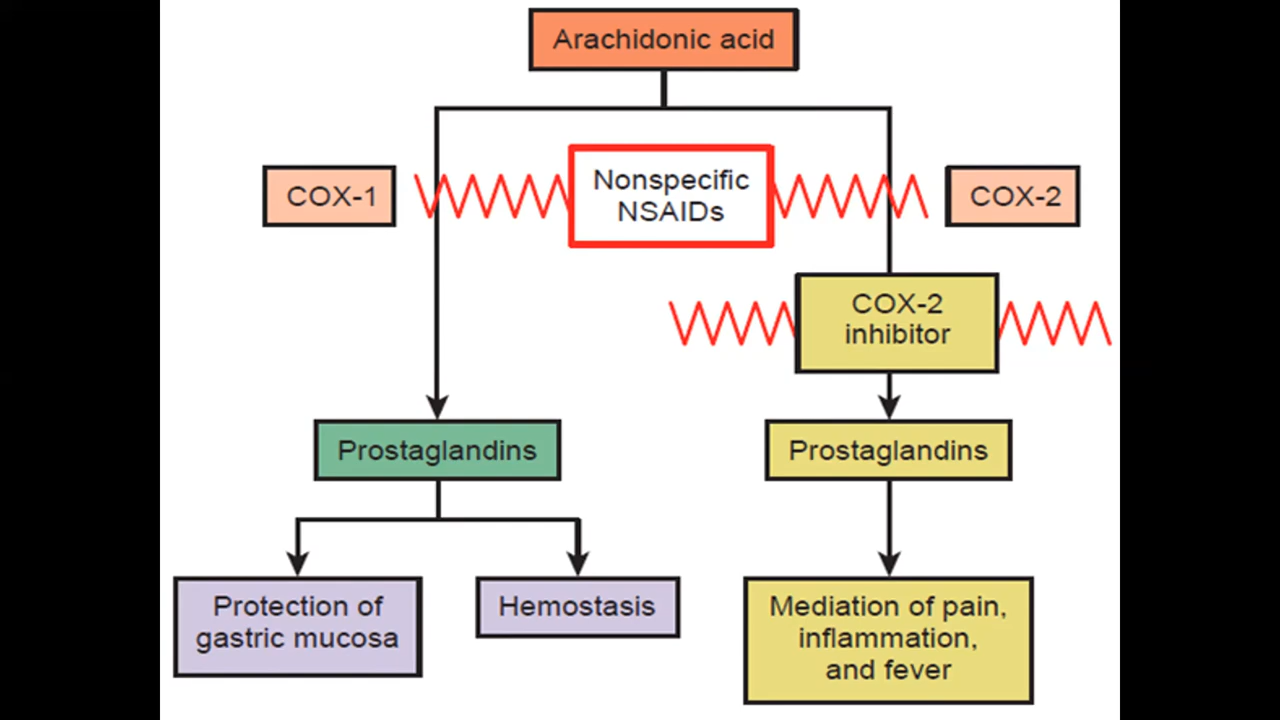 Arachidonic acid
COX-1
Nonspecific
NSAIDs
COX-2
COX-2
inhibitor
Prostaglandins
Prostaglandins
Protection of
gastric mucosa
Hemostasis
Mediation of pain,
inflammation,
and fever